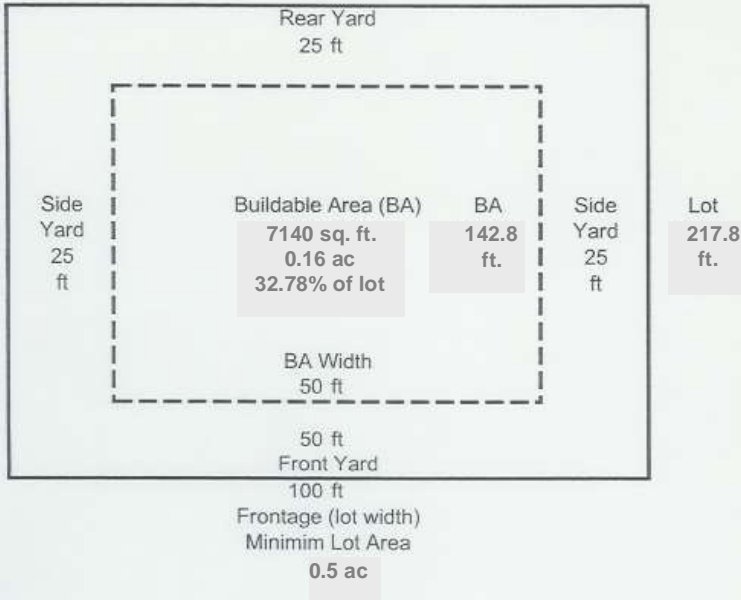 Rear Yard
25 ft
Side
Yard
25
ft
Buildable Area (BA)
7140 sq. ft.
0.16 ac
32.78% of lot
BA
142.8
ft.
Side
Yard
25
ft
Lot
217.8
ft.
BA Width
50 ft
50 ft
Front Yard
100 ft
Frontage (lot width)
Minimim Lot Area
0.5 ac